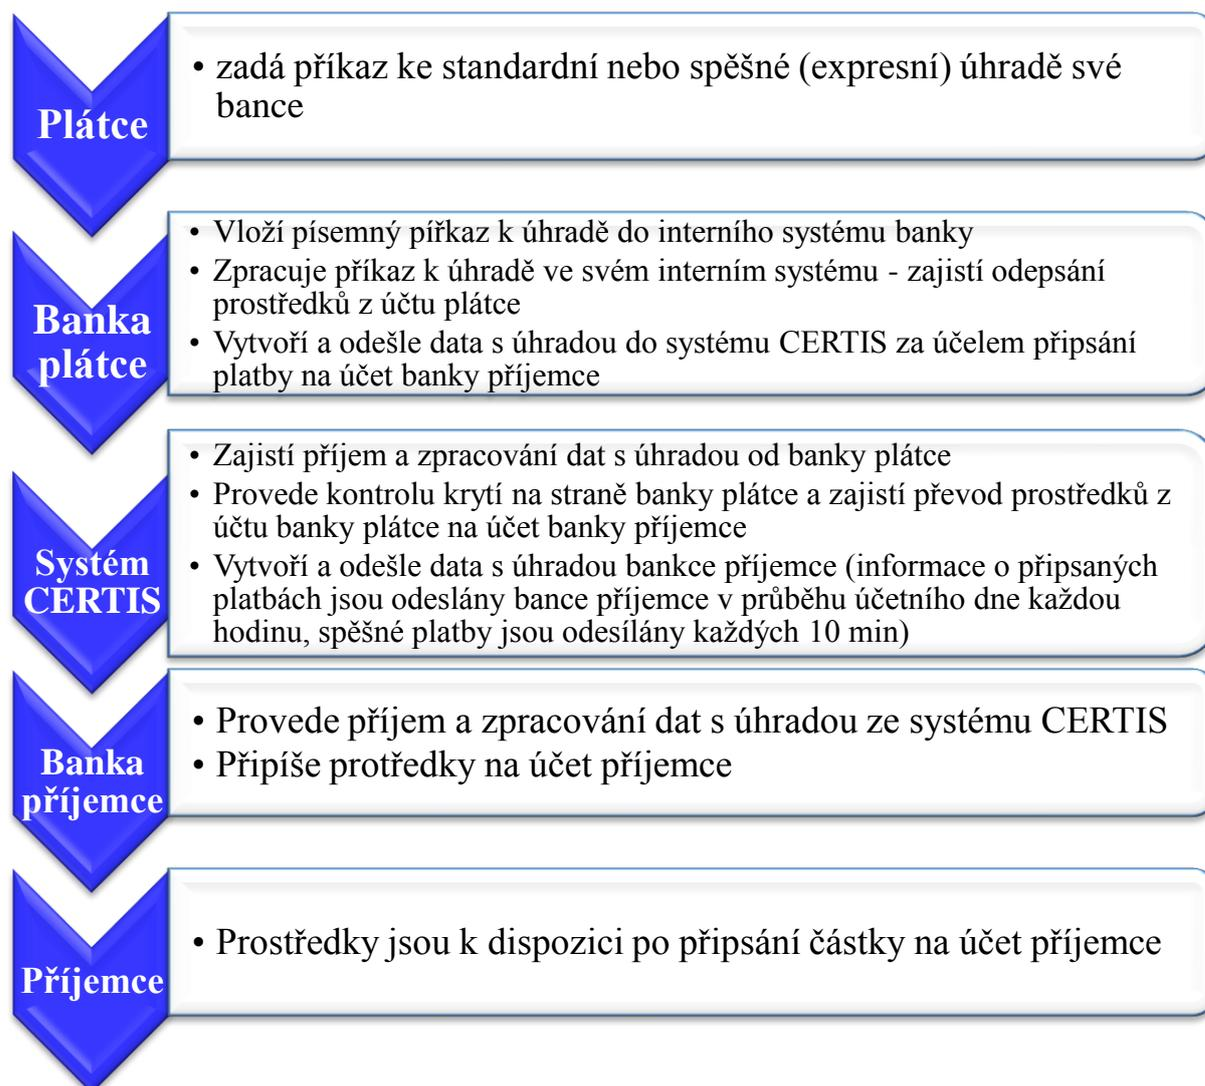 Plátce
• zadá příkaz ke standardní nebo spěšné (expresní) úhradě své
bance
Banka
plátce
• Vloží písemný pířkaz k úhradě do interního systému banky
• Zpracuje příkaz k úhradě ve svém interním systému - zajistí odepsání
prostředků z účtu plátce
• Vytvoří a odešle data s úhradou do systému CERTIS za účelem připsání
platby na účet banky příjemce
Systém
CERTIS
• Zajistí příjem a zpracování dat s úhradou od banky plátce
• Provede kontrolu krytí na straně banky plátce a zajistí převod prostředků z
účtu banky plátce na účet banky příjemce
• Vytvoří a odešle data s úhradou bankce příjemce (informace o připsaných
platbách jsou odeslány bance příjemce v průběhu účetního dne každou
hodinu, spěšné platby jsou odesílány každých 10 min)
Banka
příjemce
• Provede příjem a zpracování dat s úhradou ze systému CERTIS
• Připíše protředky na účet příjemce
Příjemce
• Prostředky jsou k dispozici po připsání částky na účet příjemce